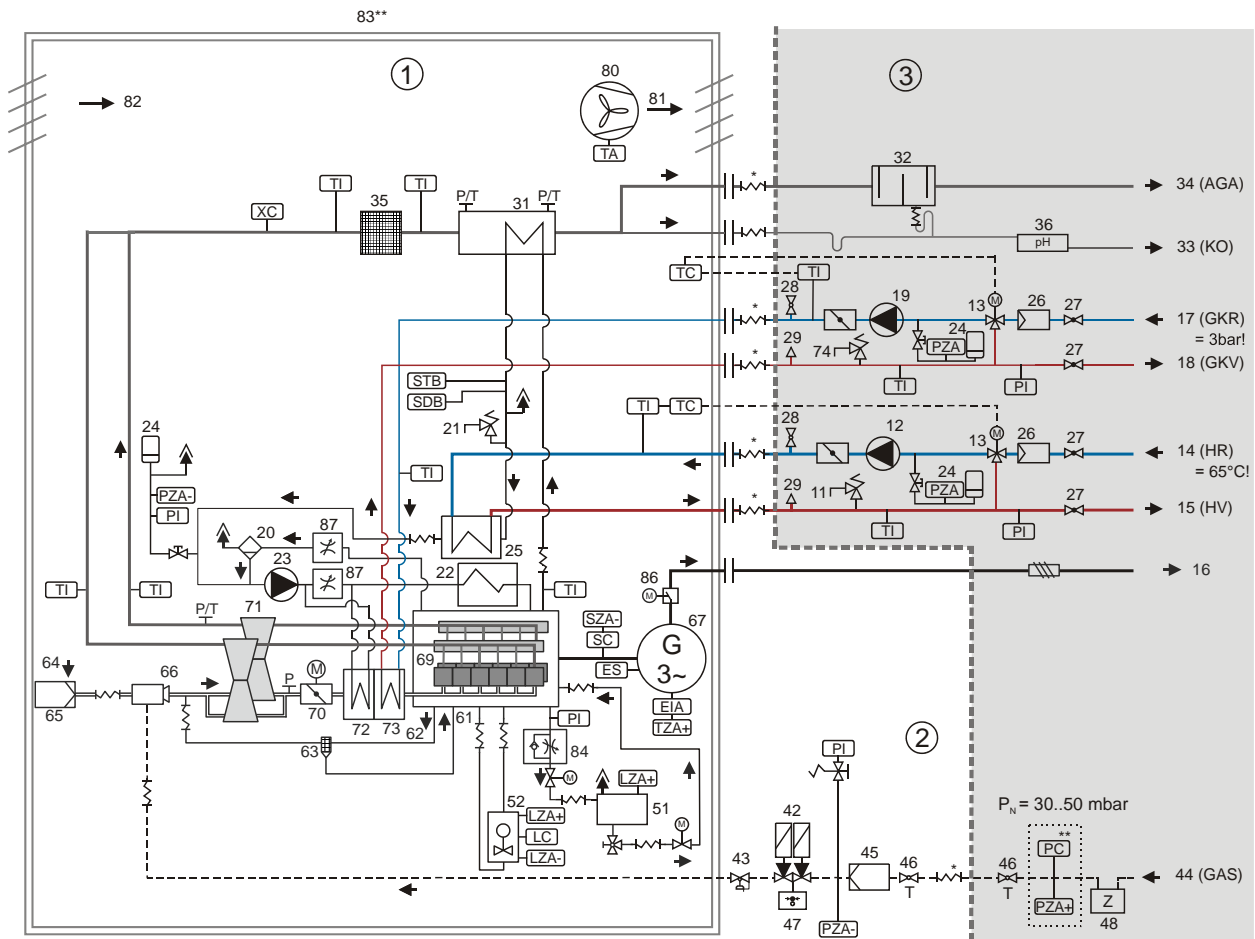 83**
1
3
2
80
81
82
TA
TI
TI
35
P/T
31
P/T
XC
*
32
34 (AGA)
36
pH
33 (KO)
TC
TI
28
19
13
M
26
27
17 (GKR)
= 3bar!
*
24
PZA
74
29
*
27
18 (GKV)
TI
PI
STB
SDB
21
TI
TC
28
12
13
M
26
27
14 (HR)
= 65°C!
*
24
PZA
11
29
*
27
15 (HV)
TI
PI
24
PZA-
PI
TI
20
87
25
23
87
22
TI
TI
TI
16
86
M
67
G
3~
SZA-
SC
ES
EIA
TZA+
P/T
71
69
64
65
66
P
M
70
72
73
62
61
63
PI
84
M
LZA+
51
M
52
LZA+
LC
LZA-
PI
42
43
47
45
46
T
*
PZA-
P_N = 30..50 mbar
**
PC
46
T
PZA+
Z
48
44 (GAS)